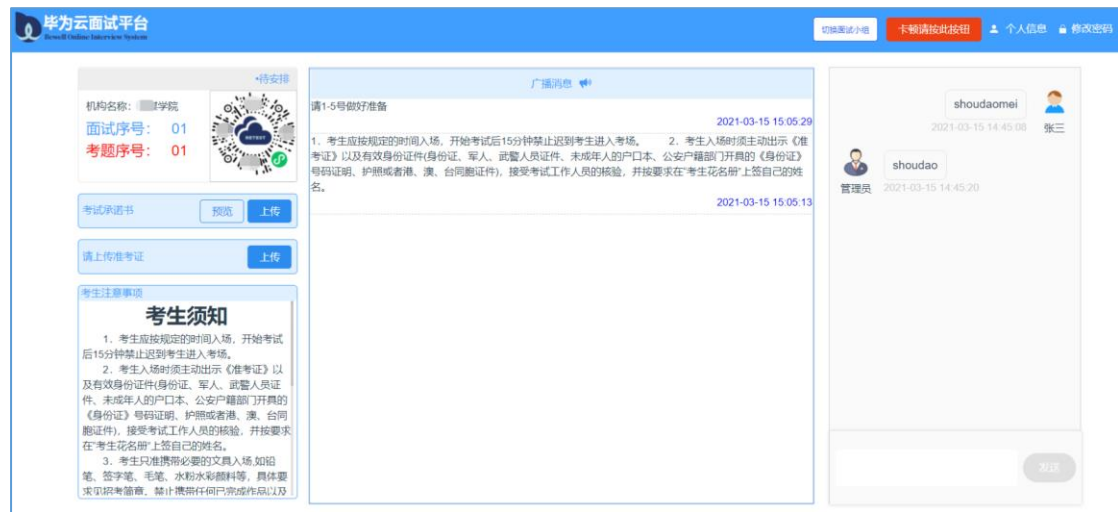 毕为云面试平台
Bewell Online Interview System
切换面试小组
卡顿请按此按钮
个人信息
修改密码
•待安排
机构名称：
学院
面试序号： 01
考题序号： 01
考试承诺书
预览
上传
请上传准考证
上传
考生注意事项
考生须知
1．考生应按规定的时间入场，开始考试
后15分钟禁止迟到考生进入考场。
2．考生入场时须主动出示《准考证》以
及有效身份证件(身份证、军人、武警人员证
件、未成年人的户口本、公安户籍部门开具的
《身份证》号码证明、护照或者港、澳、台同
胞证件)，接受考试工作人员的核验，并按要求
在“考生花名册”上签自己的姓名。
3．考生只准携带必要的文具入场,如铅
笔、签字笔、毛笔、水粉水彩颜料等，具体要
求见招考简章，禁止携带任何已完成作品以及
广播消息
请1-5号做好准备
2021-03-15 15:05:29
1．考生应按规定的时间入场，开始考试后15分钟禁止迟到考生进入考场。 2．考生入场时须主动出示《准
考证》以及有效身份证件(身份证、军人、武警人员证件、未成年人的户口本、公安户籍部门开具的《身份证》
号码证明、护照或者港、澳、台同胞证件)，接受考试工作人员的核验，并按要求在“考生花名册”上签自己的姓
名。
2021-03-15 15:05:13
shoudaomei
2021-03-15 14:45:08
张三
shoudao
管理员
2021-03-15 14:45:20
发送